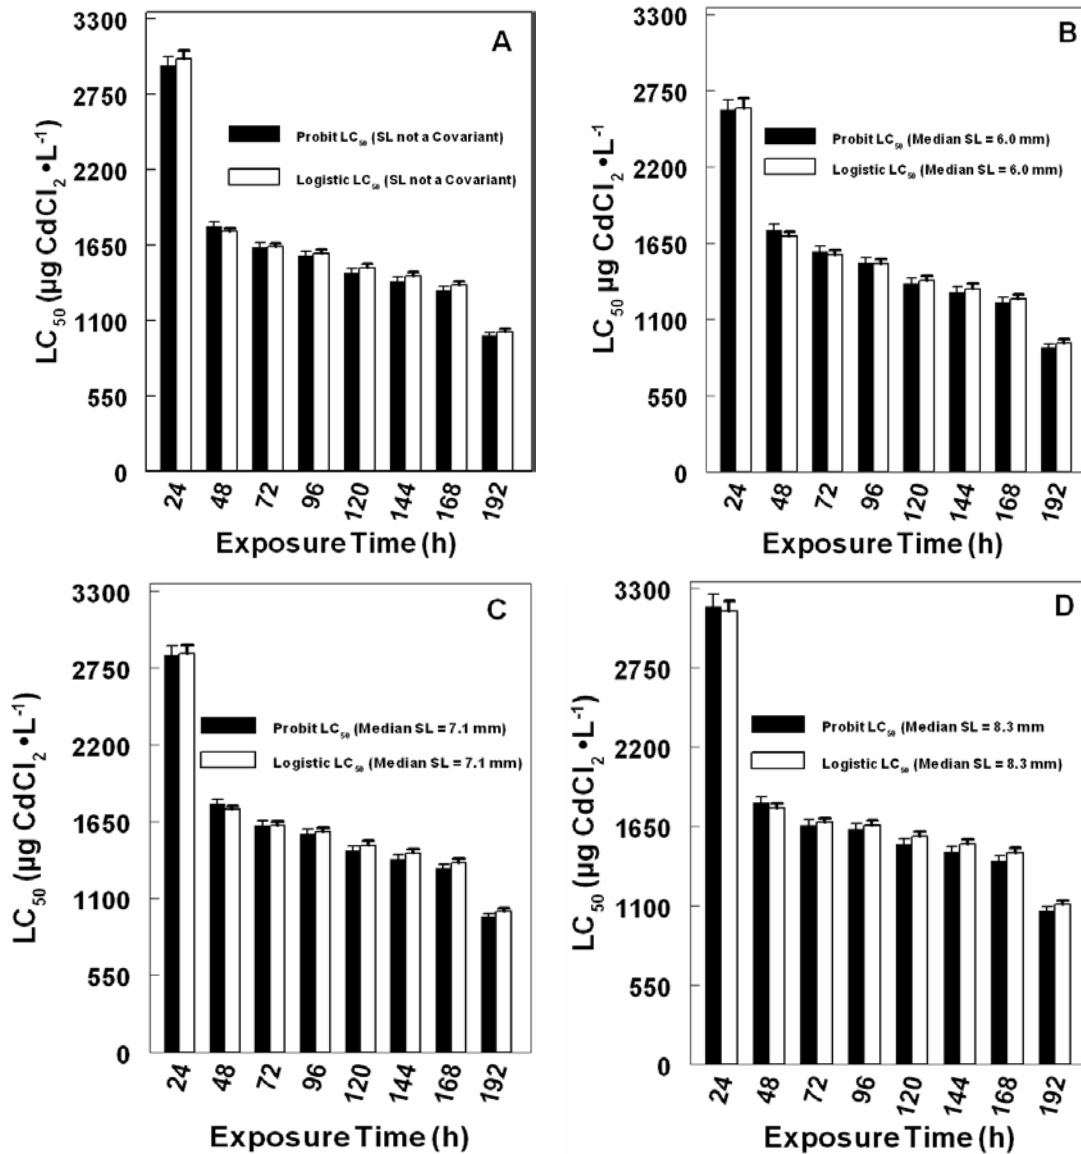 A
3300
2750
2200
1650
1100
550
0
LC₅₀ (µg CdCl₂•L⁻¹
Probit LC₅₀ (SL not a Covariant)
Logistic LC₅₀ (SL not a Covariant)
24 48 72 96 120 144 168 192
Exposure Time (h)
B
3300
2750
2200
1650
1100
550
0
LC₅₀ µg CdCl₂•L⁻¹
Probit LC₅₀ (Median SL = 6.0 mm)
Logistic LC₅₀ (Median SL = 6.0 mm)
24 48 72 96 120 144 168 192
Exposure Time (h)
C
3300
2750
2200
1650
1100
550
0
LC₅₀ (µg CdCl₂•L⁻¹)
Probit LC₅₀ (Median SL = 7.1 mm)
Logistic LC₅₀ (Median SL = 7.1 mm)
24 48 72 96 120 144 168 192
Exposure Time (h)
D
3300
2750
2200
1650
1100
550
0
LC₅₀ (µg CdCl₂•L⁻¹)
Probit LC₅₀ (Median SL = 8.3 mm
Logistic LC₅₀ (Median SL = 8.3 mm)
24 48 72 96 120 144 168 192
Exposure Time (h)